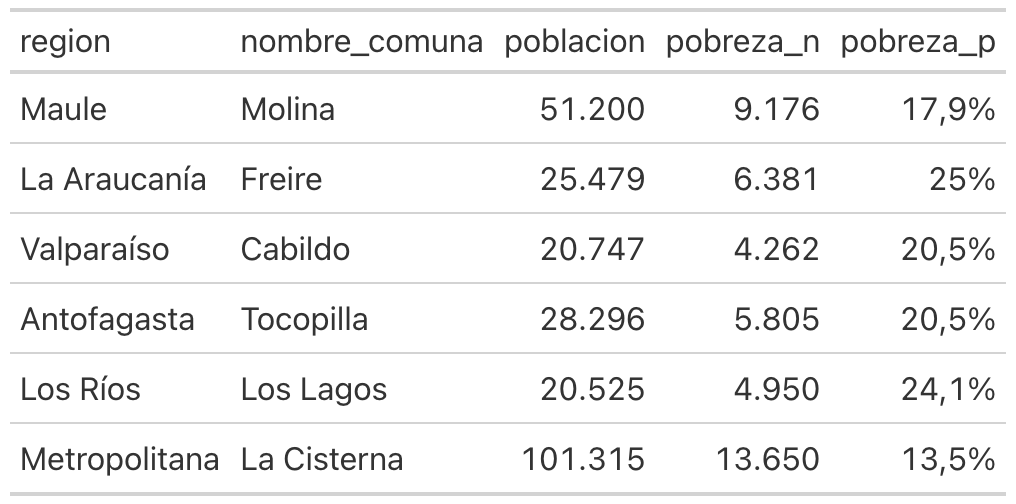 region nombre_comuna poblacion pobreza_n pobreza_p
Maule Molina 51.200 9.176 17,9%
La Araucanía Freire 25.479 6.381 25%
Valparaíso Cabildo 20.747 4.262 20,5%
Antofagasta Tocopilla 28.296 5.805 20,5%
Los Ríos Los Lagos 20.525 4.950 24,1%
Metropolitana La Cisterna 101.315 13.650 13,5%